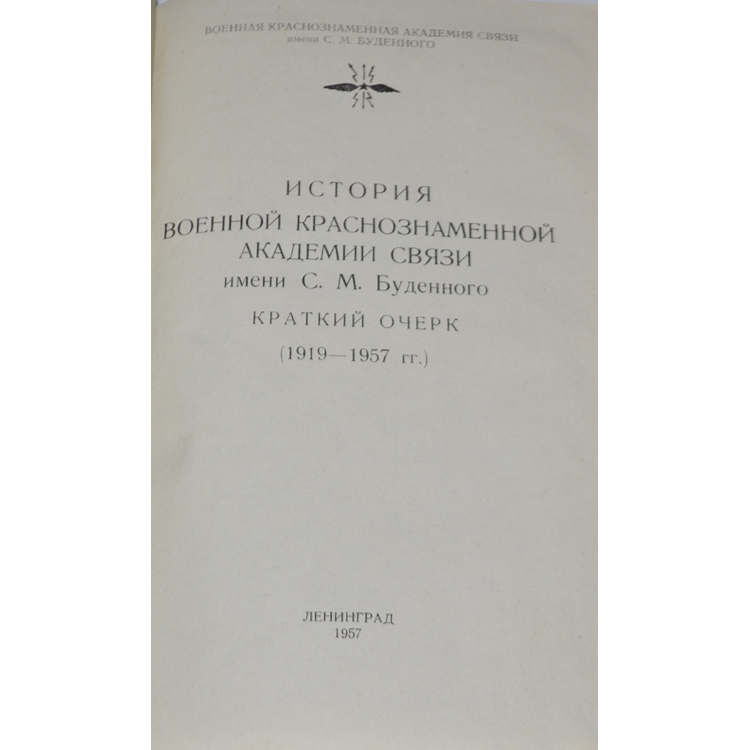 ВОЕННАЯ КРАСНОЗНАМЕННАЯ АКАДЕМИЯ СВЯЗИ
имени С. М. БУДЕННОГО
ИСТОРИЯ
ВОЕННОЙ КРАСНОЗНАМЕННОЙ
АКАДЕМИИ СВЯЗИ
имени С. М. Буденного
КРАТКИЙ ОЧЕРК
(1919—1957 гг.)
ЛЕНИНГРАД
1957